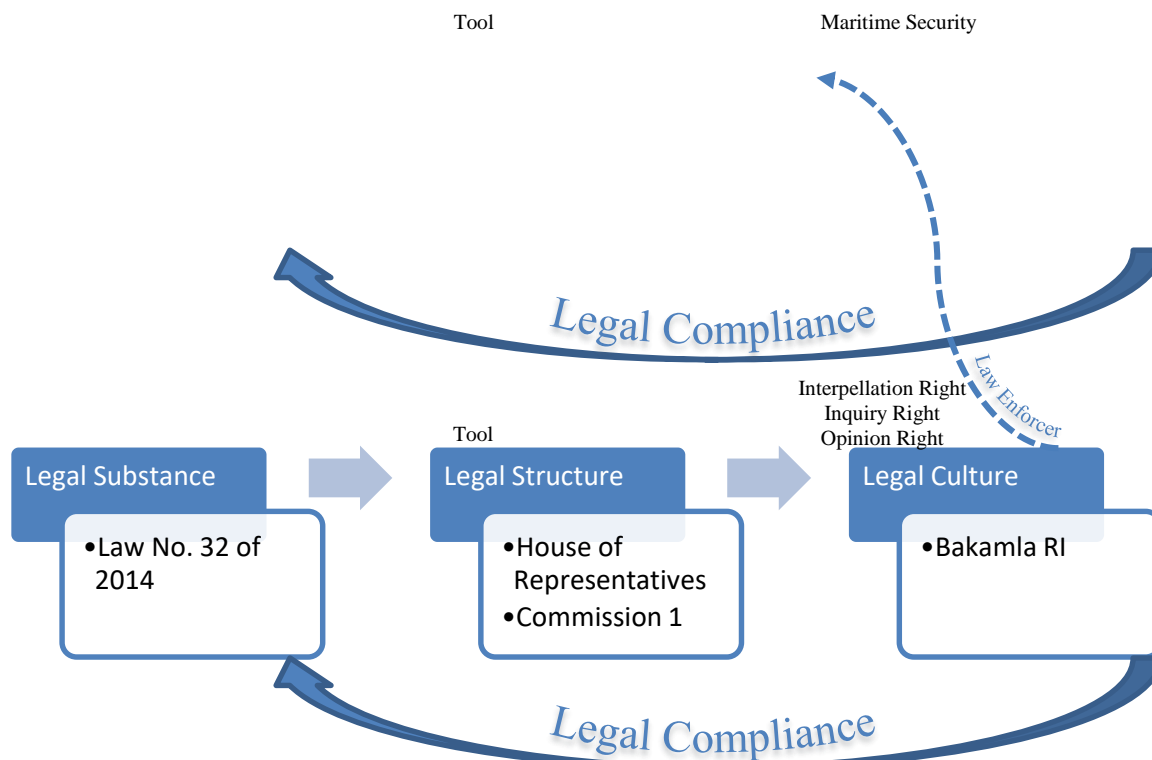 Tool
Maritime Security
Legal Compliance
Law Enforcer
Interpellation Right
Inquiry Right
Opinion Right
Tool
Legal Substance
•Law No. 32 of
2014
Legal Structure
•House of
Representatives
•Commission 1
Legal Culture
•Bakamla RI
Legal Compliance